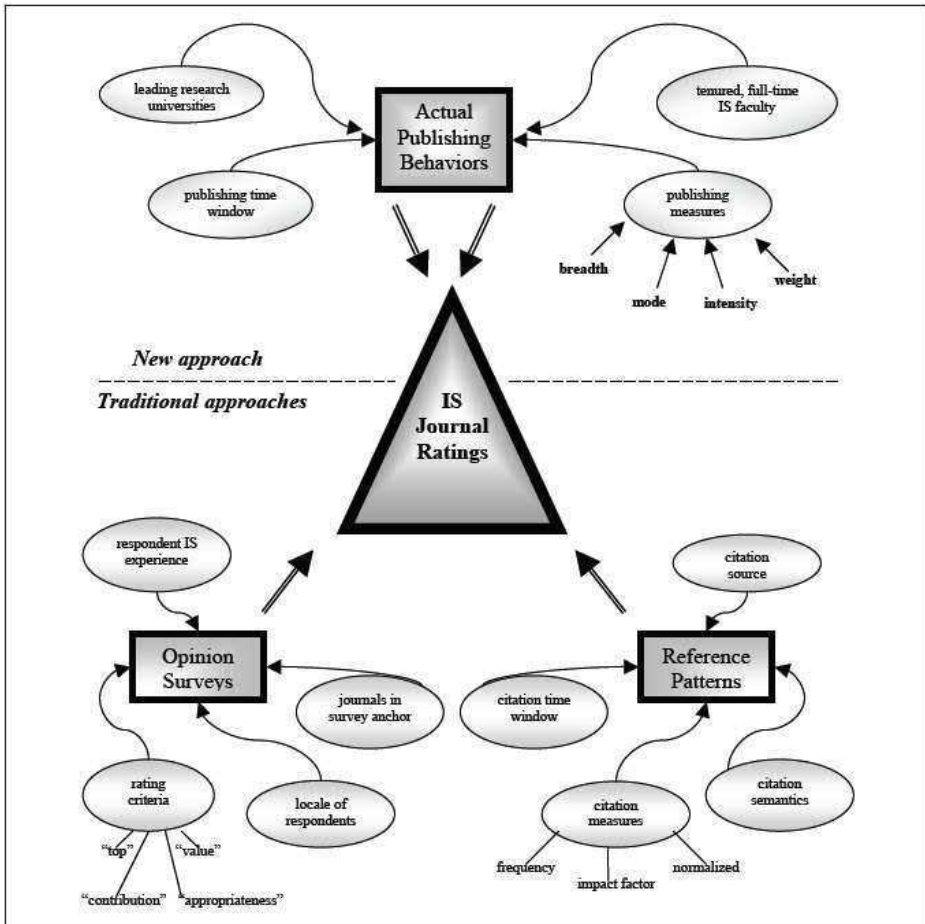 leading research
universities
Actual
Publishing
Behaviors
temured, full-time
IS faculty
publishing time
window
publishing
measures
breadth
mode
intensity
weight
New approach
Traditional approaches
IS
Journal
Ratings
respondent IS
experience
citation
source
Opinion
Surveys
Reference
Patterns
journals in
survey anchor
citation time
window
rating
criteria
locale of
respondents
citation
measures
citation
semantics
“top”
“value”
“contribution”
“appropriateness”
frequency
impact factor
normalized